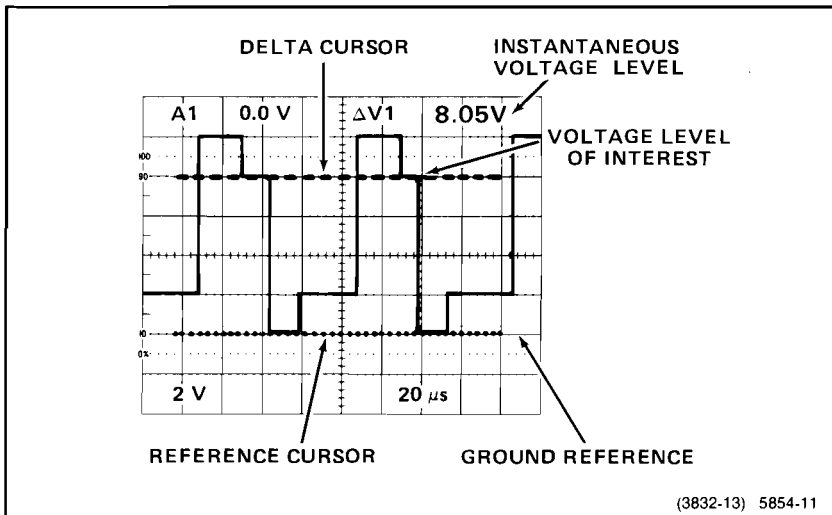 DELTA CURSOR
INSTANTANEOUS
VOLTAGE LEVEL
A1 0.0 V ΔV1 8.05V
VOLTAGE LEVEL
OF INTEREST
90
2 V 20 μs
REFERENCE CURSOR
GROUND REFERENCE
(3832-13) 5854-11